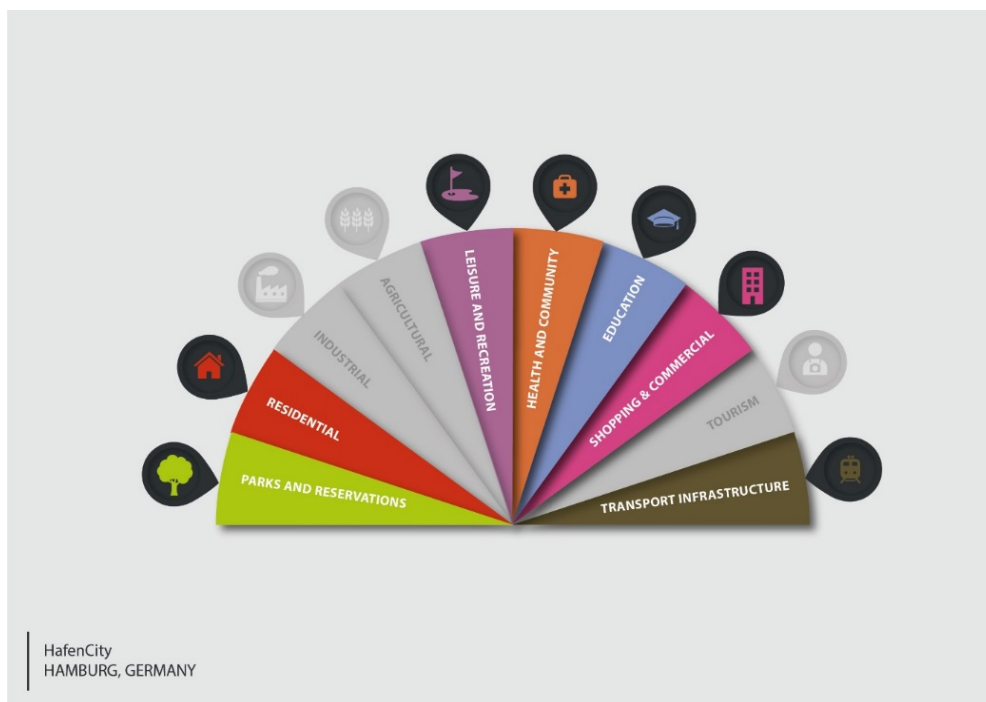 PARKS AND RESERVATIONS
RESIDENTIAL
INDUSTRIAL
AGRICULTURAL
LEISURE AND RECREATION
HEALTH AND COMMUNITY
EDUCATION
SHOPPING & COMMERCIAL
TOURISM
TRANSPORT INFRASTRUCTURE
HafenCity
HAMBURG, GERMANY